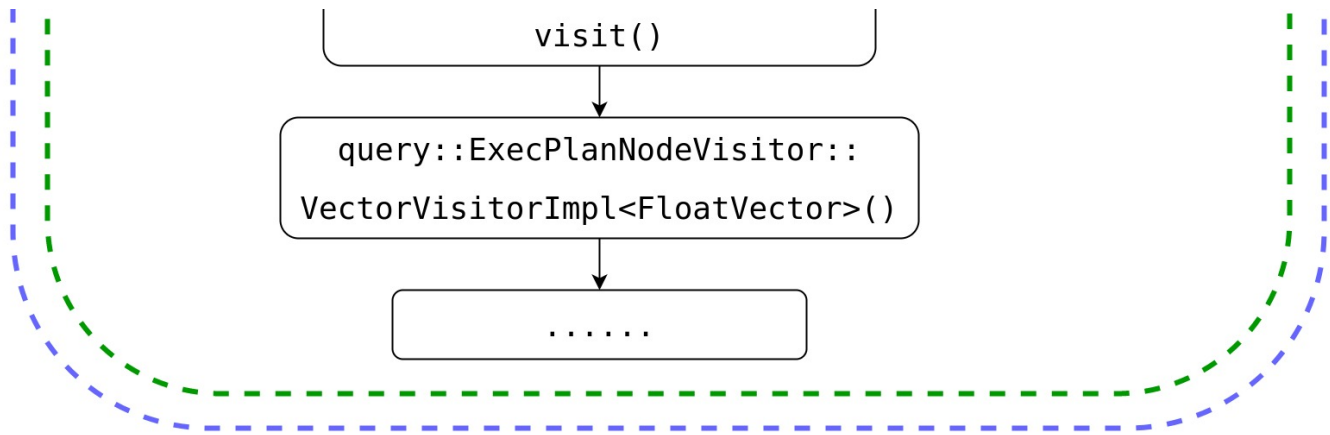 visit()
query::ExecPlanNodeVisitor::
VectorVisitorImpl<FloatVector>()
......